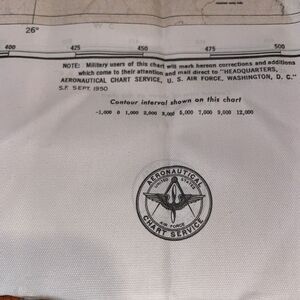 26°
400 425 450 475 500
NOTE: Military users of this chart will mark hereon corrections and additions
which come to their attention and mail direct to "HEADQUARTERS,
AERONAUTICAL CHART SERVICE, U. S. AIR FORCE, WASHINGTON, D. C."
S.F. SEPT. 1950
Contour interval shown on this chart
-1,000 0 1,000 2,000 3,000 5,000 7,000 9,000 12,000
AERONAUTICAL
UNITED STATES
AIR FORCE
CHART SERVICE